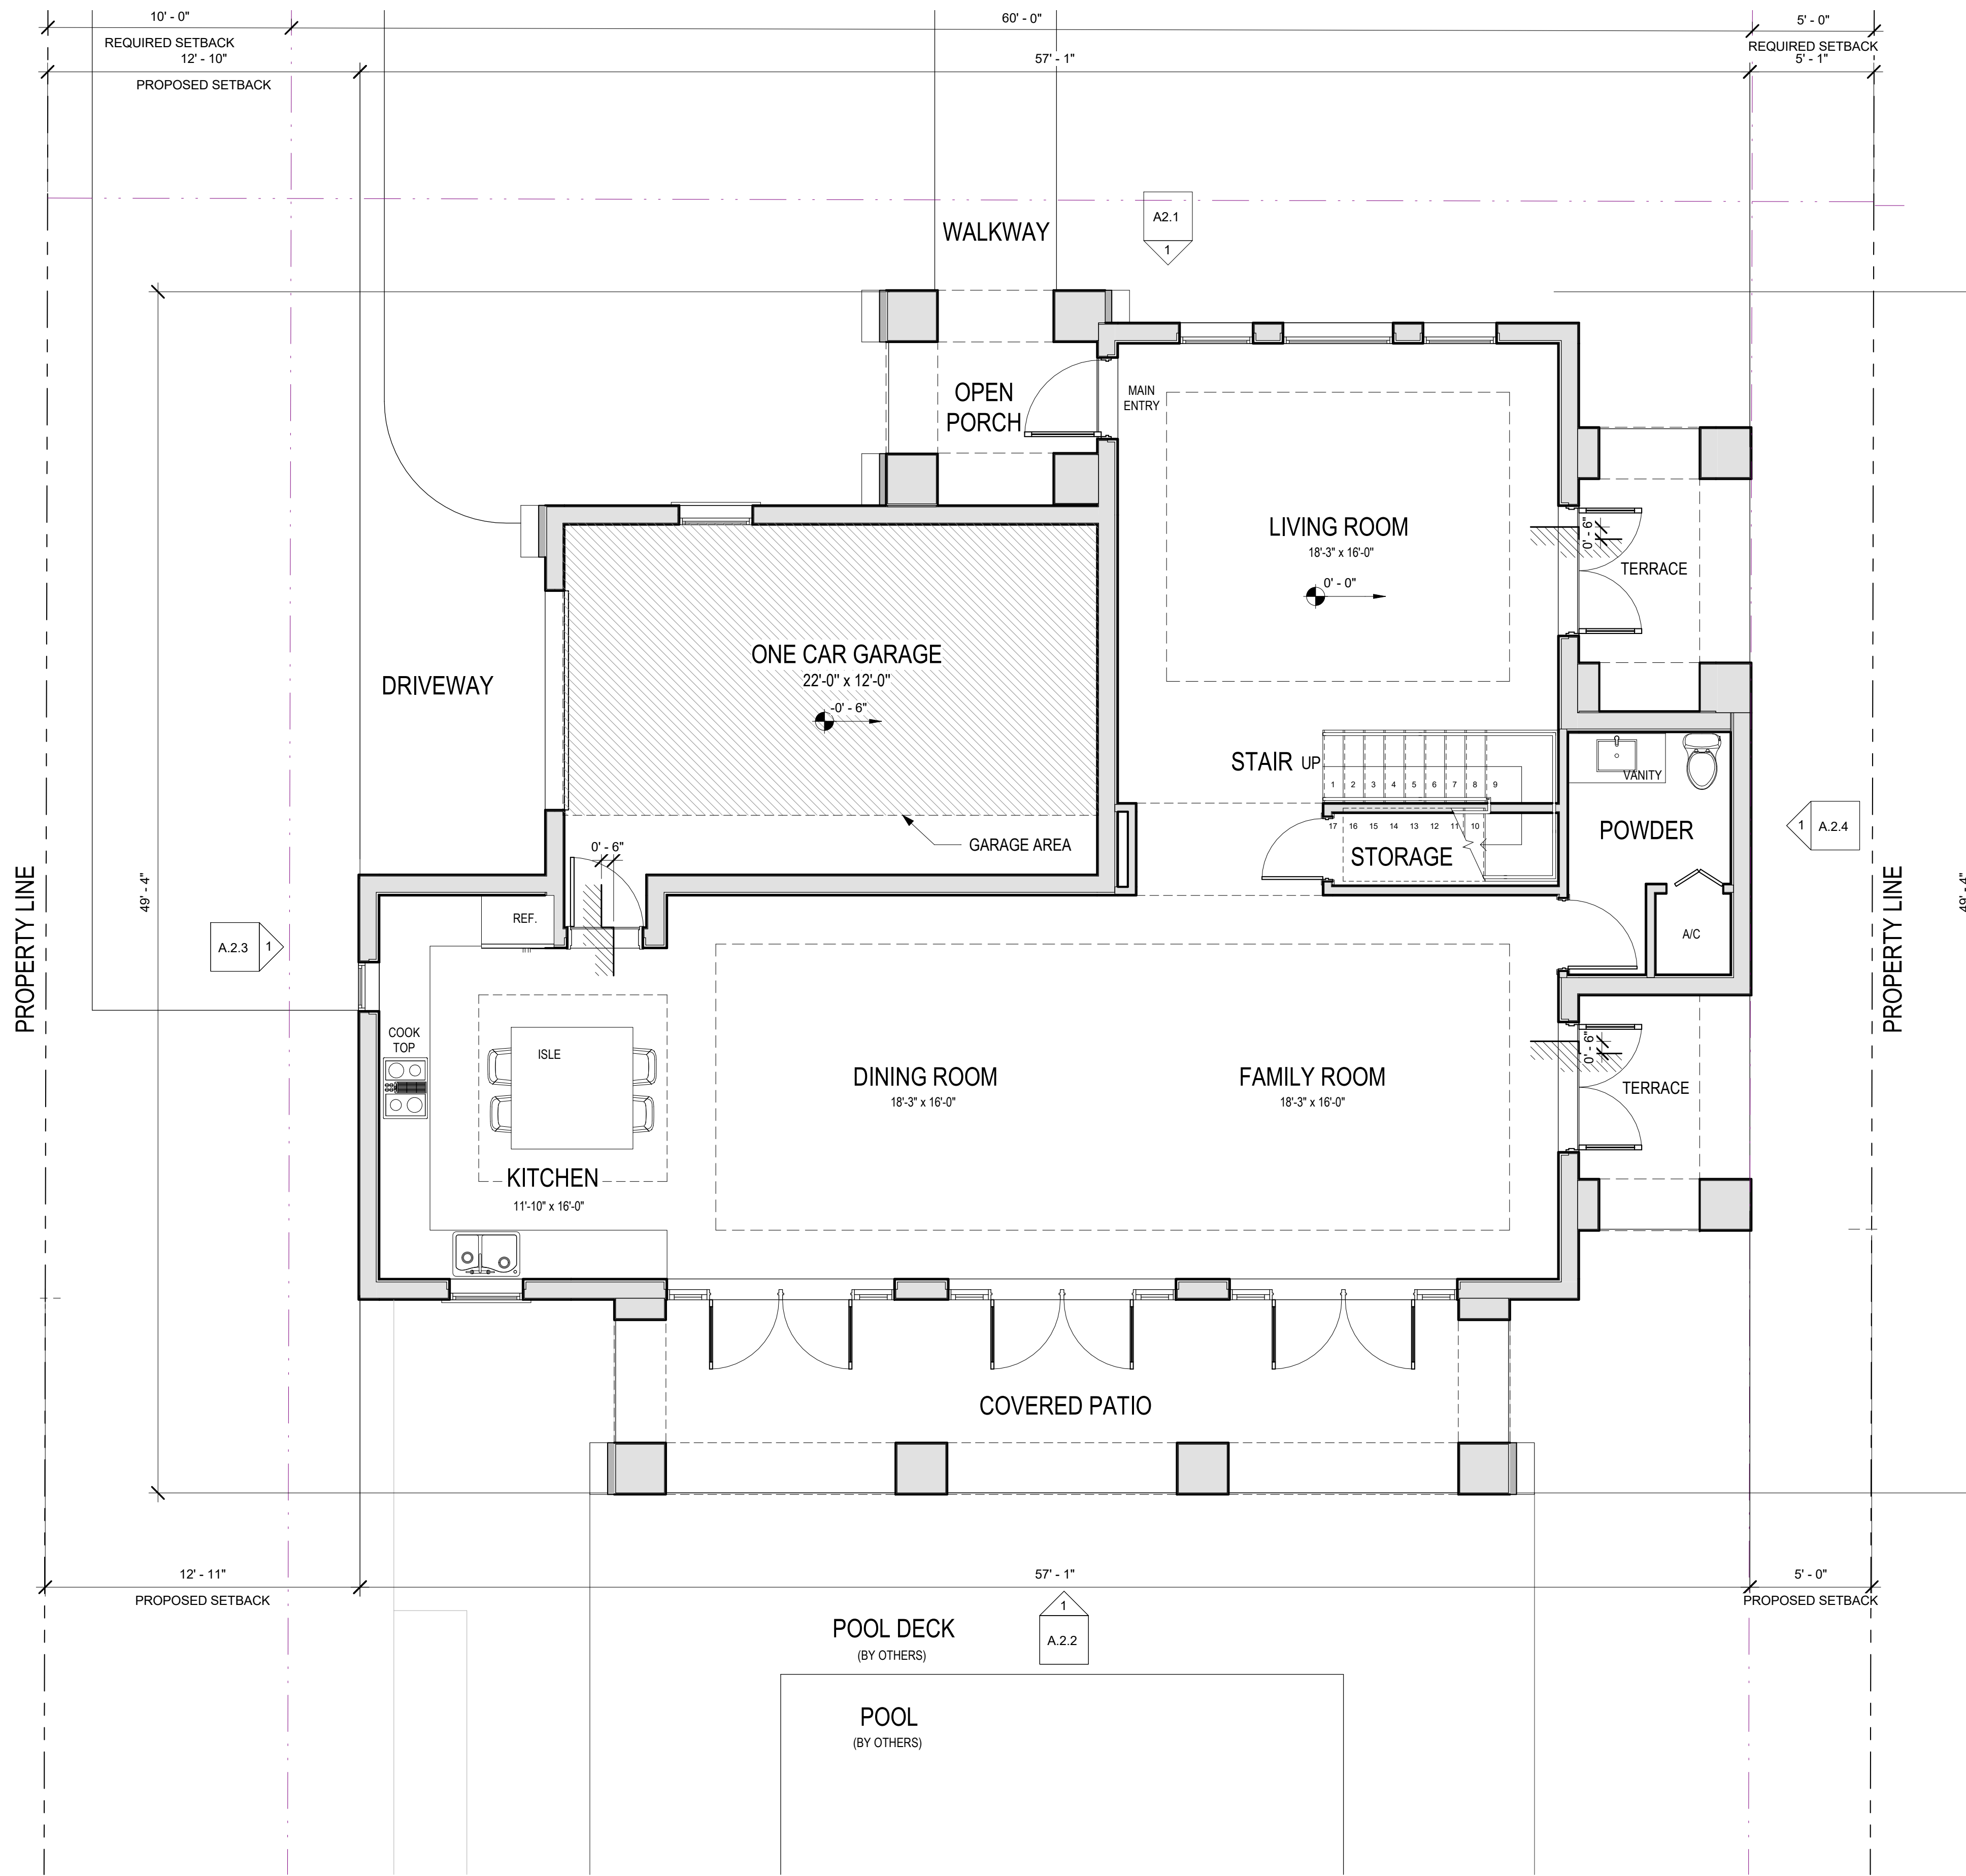 10' - 0"
60' - 0"
5' - 0"
REQUIRED SETBACK
REQUIRED SETBACK
12' - 10"
57' - 1"
5' - 1"
PROPOSED SETBACK
WALKWAY
A2.1
1
OPEN
PORCH
MAIN
ENTRY
LIVING ROOM
18'-3" x 16'-0"
0' - 0"
0' - 6"
TERRACE
ONE CAR GARAGE
22'-0" x 12'-0"
-0' - 6"
DRIVEWAY
STAIR UP
1 2 3 4 5 6 7 8 9
VANITY
17 16 15 14 13 12 11 10
STORAGE
POWDER
1 A.2.4
GARAGE AREA
0' - 6"
49' - 4"
49' - 4"
PROPERTY LINE
PROPERTY LINE
REF.
A.2.3 1
A/C
COOK
TOP
ISLE
DINING ROOM
18'-3" x 16'-0"
FAMILY ROOM
18'-3" x 16'-0"
0' - 6"
TERRACE
KITCHEN
11'-10" x 16'-0"
COVERED PATIO
12' - 11"
57' - 1"
5' - 0"
PROPOSED SETBACK
PROPOSED SETBACK
1
A.2.2
POOL DECK
(BY OTHERS)
POOL
(BY OTHERS)